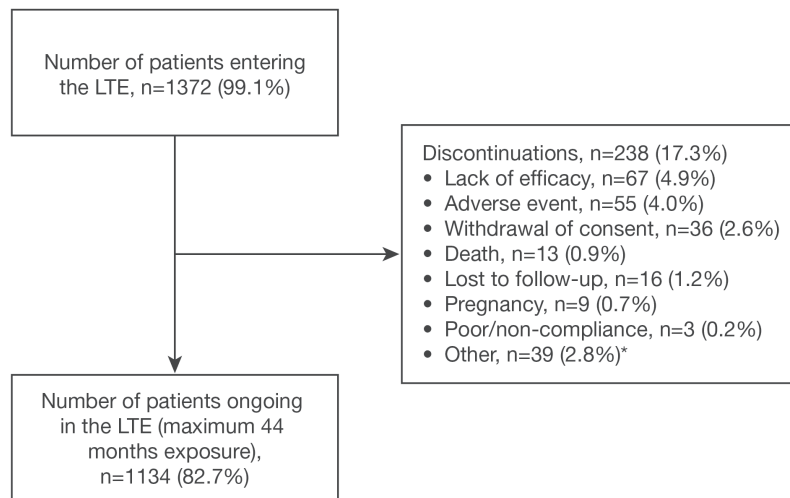 Number of patients entering
the LTE, n=1372 (99.1%)
Discontinuations, n=238 (17.3%)
• Lack of efficacy, n=67 (4.9%)
• Adverse event, n=55 (4.0%)
• Withdrawal of consent, n=36 (2.6%)
• Death, n=13 (0.9%)
• Lost to follow-up, n=16 (1.2%)
• Pregnancy, n=9 (0.7%)
• Poor/non-compliance, n=3 (0.2%)
• Other, n=39 (2.8%)*
Number of patients ongoing
in the LTE (maximum 44
months exposure),
n=1134 (82.7%)